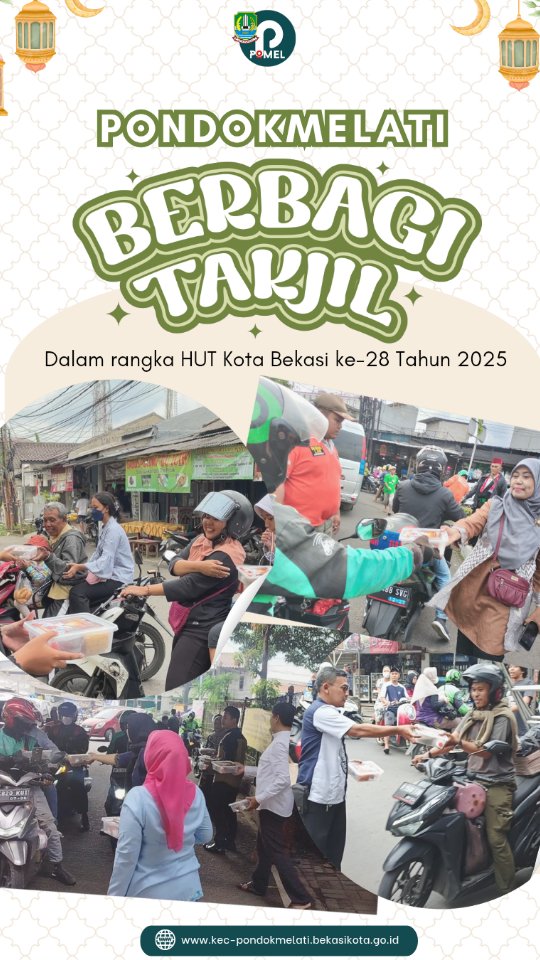 POMEL
PONDOKMELATI
BERBAGI
TAKJIL
Dalam rangka HUT Kota Bekasi ke-28 Tahun 2025
www.kec-pondokmelati.bekasikota.go.id